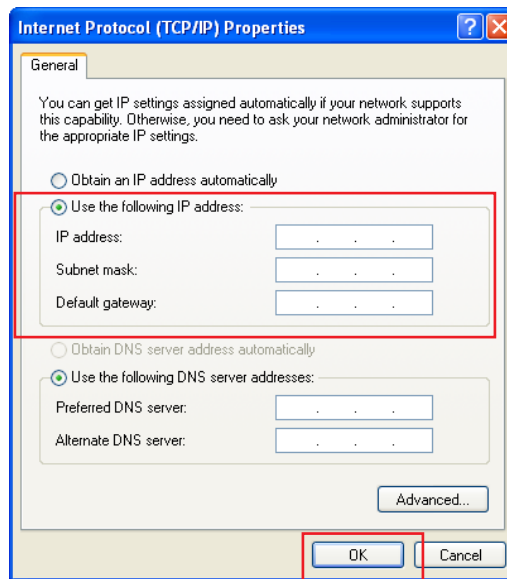 Internet Protocol (TCP/IP) Properties
General
You can get IP settings assigned automatically if your network supports
this capability. Otherwise, you need to ask your network administrator for
the appropriate IP settings.
Obtain an IP address automatically
Use the following IP address:
IP address:
Subnet mask:
Default gateway:
Obtain DNS server address automatically
Use the following DNS server addresses:
Preferred DNS server:
Alternate DNS server:
Advanced...
OK Cancel